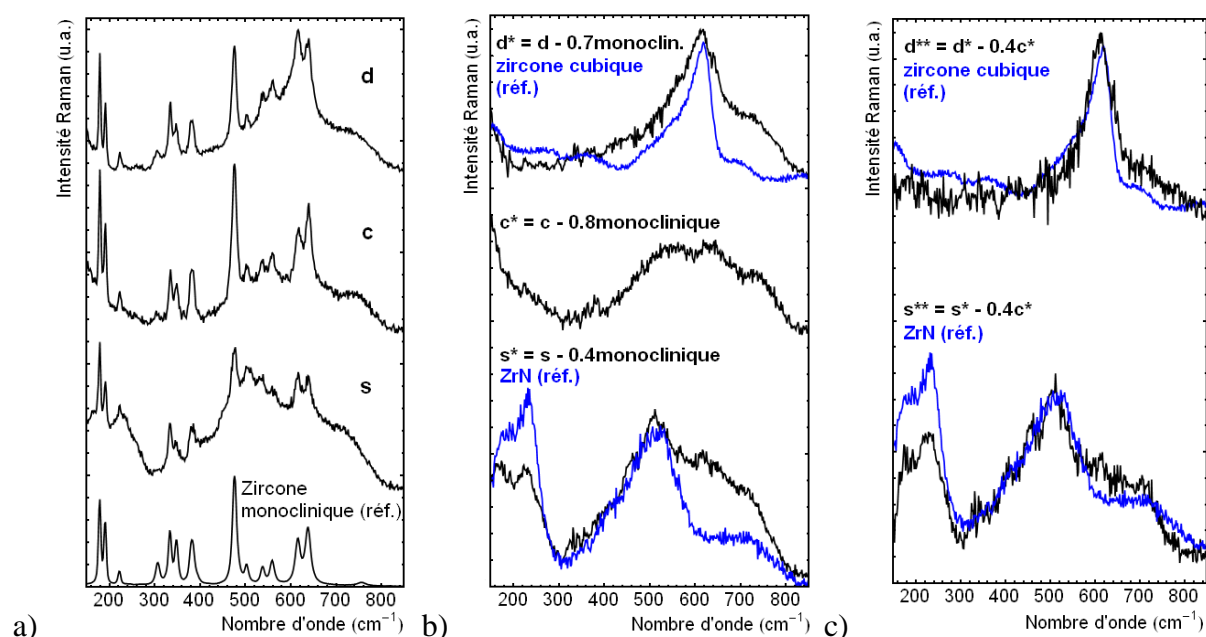 Intensité Raman (u.a.)
d
c
s
Zircone
monoclinique (réf.)
200 300 400 500 600 700 800
Nombre d'onde (cm⁻¹)
a)
Intensité Raman (u.a.)
d* = d - 0.7monoclin.
zircone cubique
(réf.)
c* = c - 0.8monoclinique
s* = s - 0.4monoclinique
ZrN (réf.)
200 300 400 500 600 700 800
Nombre d'onde (cm⁻¹)
b)
Intensité Raman (u.a.)
d** = d* - 0.4c*
zircone cubique
(réf.)
s** = s* - 0.4c*
ZrN (réf.)
200 300 400 500 600 700 800
Nombre d'onde (cm⁻¹)
c)